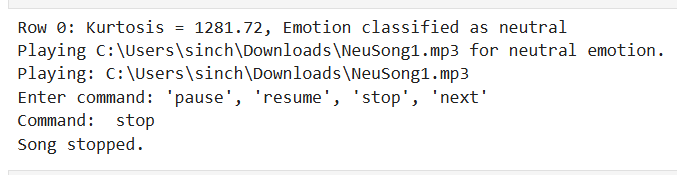 Row 0: Kurtosis = 1281.72, Emotion classified as neutral
Playing C:\Users\sinch\Downloads\NeuSong1.mp3 for neutral emotion.
Playing: C:\Users\sinch\Downloads\NeuSong1.mp3
Enter command: 'pause', 'resume', 'stop', 'next'
Command:  stop
Song stopped.